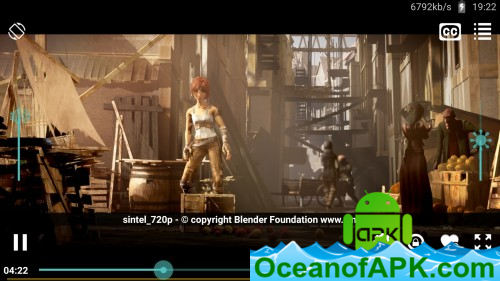 6792kb/s 19:22
CC
sintel_720p - © copyright Blender Foundation www.
apk
04:22
OceanofAPK.com